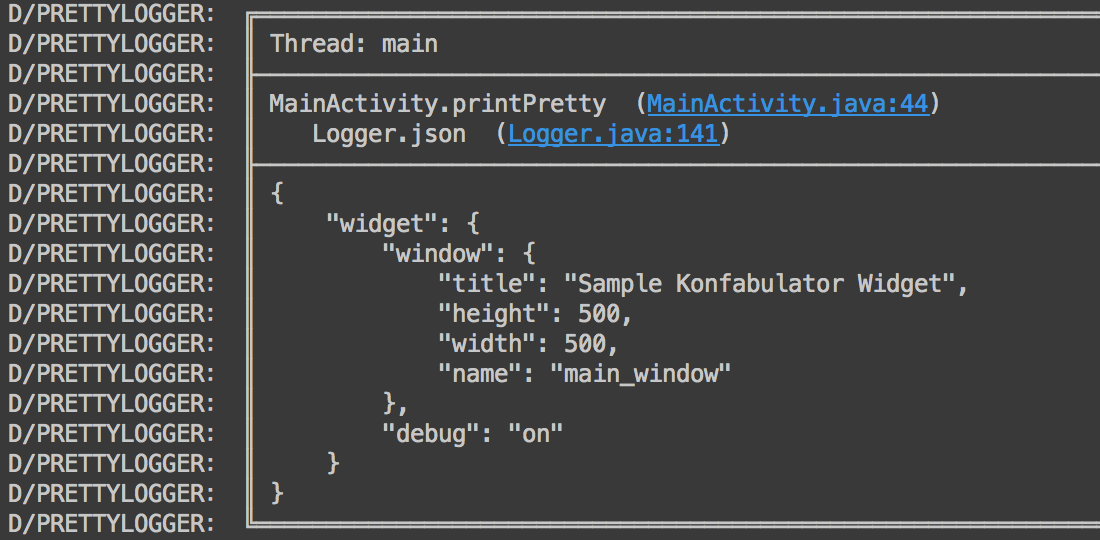 D/PRETTYLOGGER: ╔════════════════════════════
D/PRETTYLOGGER: ║ Thread: main
D/PRETTYLOGGER: ╟────────────────────────────
D/PRETTYLOGGER: ║ MainActivity.printPretty  (MainActivity.java:44)
D/PRETTYLOGGER: ║    Logger.json  (Logger.java:141)
D/PRETTYLOGGER: ╟────────────────────────────
D/PRETTYLOGGER: ║ {
D/PRETTYLOGGER: ║     "widget": {
D/PRETTYLOGGER: ║         "window": {
D/PRETTYLOGGER: ║             "title": "Sample Konfabulator Widget",
D/PRETTYLOGGER: ║             "height": 500,
D/PRETTYLOGGER: ║             "width": 500,
D/PRETTYLOGGER: ║             "name": "main_window"
D/PRETTYLOGGER: ║         },
D/PRETTYLOGGER: ║         "debug": "on"
D/PRETTYLOGGER: ║     }
D/PRETTYLOGGER: ║ }
D/PRETTYLOGGER: ╚════════════════════════════